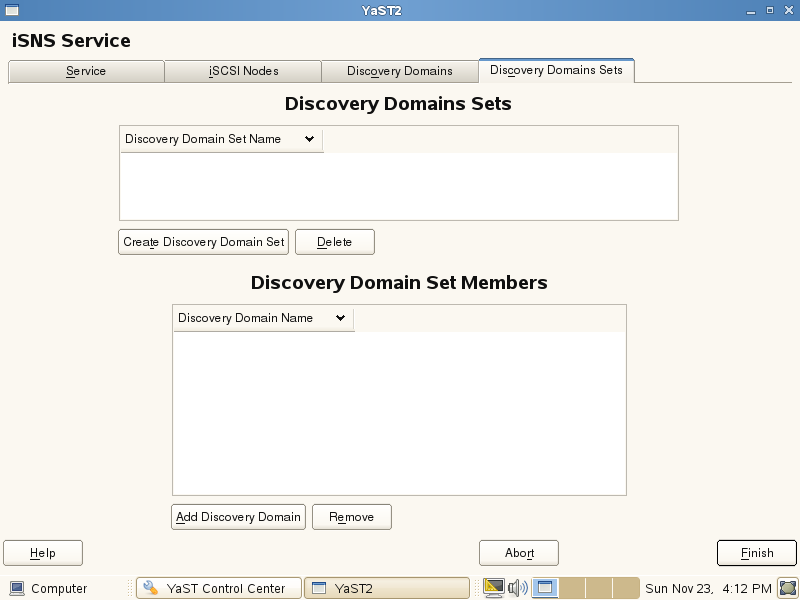 YaST2
iSNS Service
Service
iSCSI Nodes
Discovery Domains
Discovery Domains Sets
Discovery Domains Sets
Discovery Domain Set Name
Create Discovery Domain Set
Delete
Discovery Domain Set Members
Discovery Domain Name
Add Discovery Domain
Remove
Help
Abort
Finish
Computer
YaST Control Center
YaST2
Sun Nov 23, 4:12 PM